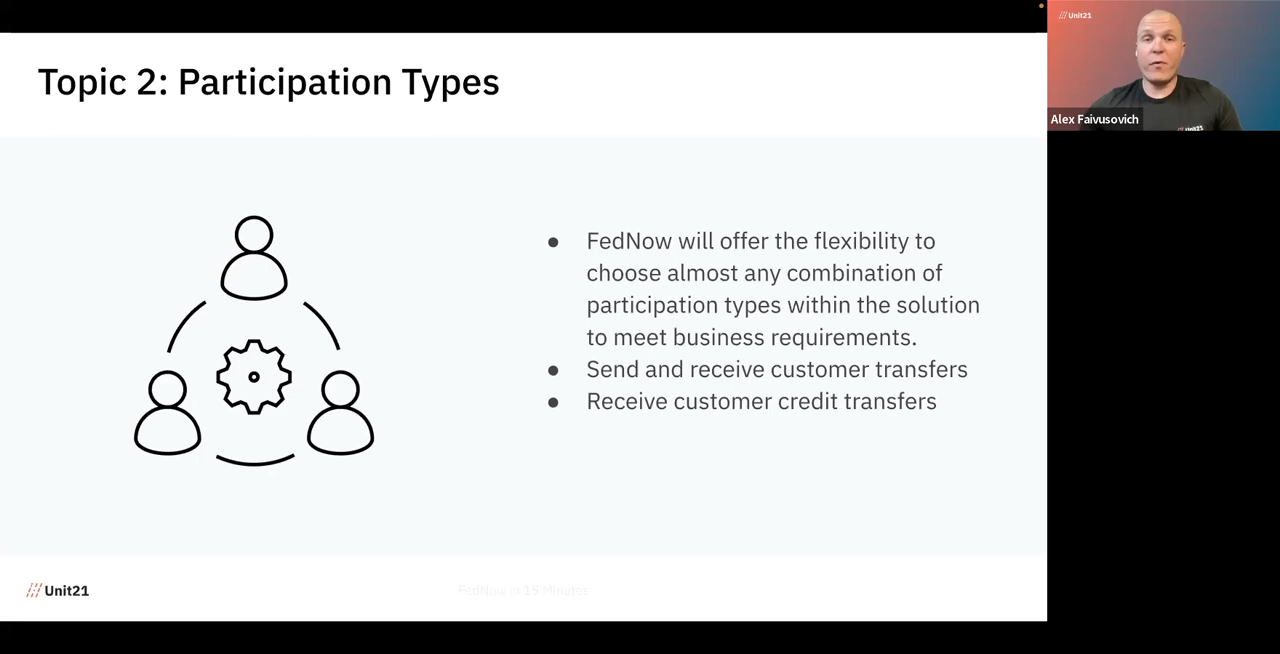 Topic 2: Participation Types
● FedNow will offer the flexibility to
choose almost any combination of
participation types within the solution
to meet business requirements.
● Send and receive customer transfers
● Receive customer credit transfers
Unit21
FedNow in 15 Minutes
Unit21
Alex Faivusovich
Unit21